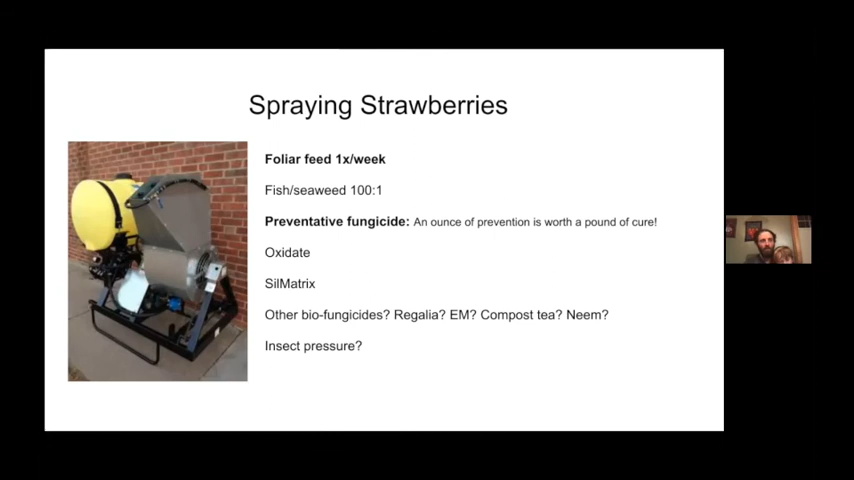 Spraying Strawberries
Foliar feed 1x/week
Fish/seaweed 100:1
Preventative fungicide: An ounce of prevention is worth a pound of cure!
Oxidate
SilMatrix
Other bio-fungicides? Regalia? EM? Compost tea? Neem?
Insect pressure?